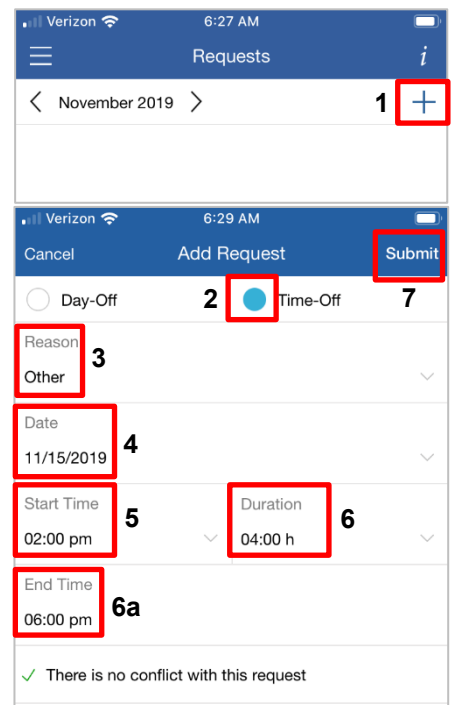 Verizon 6:27 AM
Requests i
November 2019 1
Verizon 6:29 AM
Cancel Add Request Submit
Day-Off 2 Time-Off 7
Reason
3
Other
Date
4
11/15/2019
Start Time Duration
5 6
02:00 pm 04:00 h
End Time
6a
06:00 pm
There is no conflict with this request